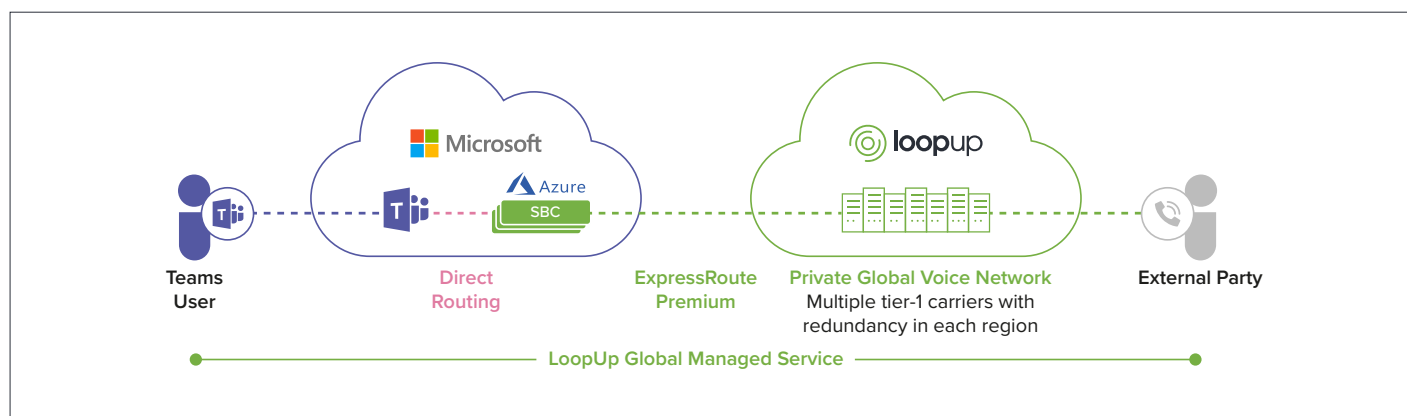 Microsoft
loopup
Azure
T
T
SBC
Teams
User
Direct
Routing
ExpressRoute
Premium
Private Global Voice Network
Multiple tier-1 carriers with
redundancy in each region
External Party
LoopUp Global Managed Service